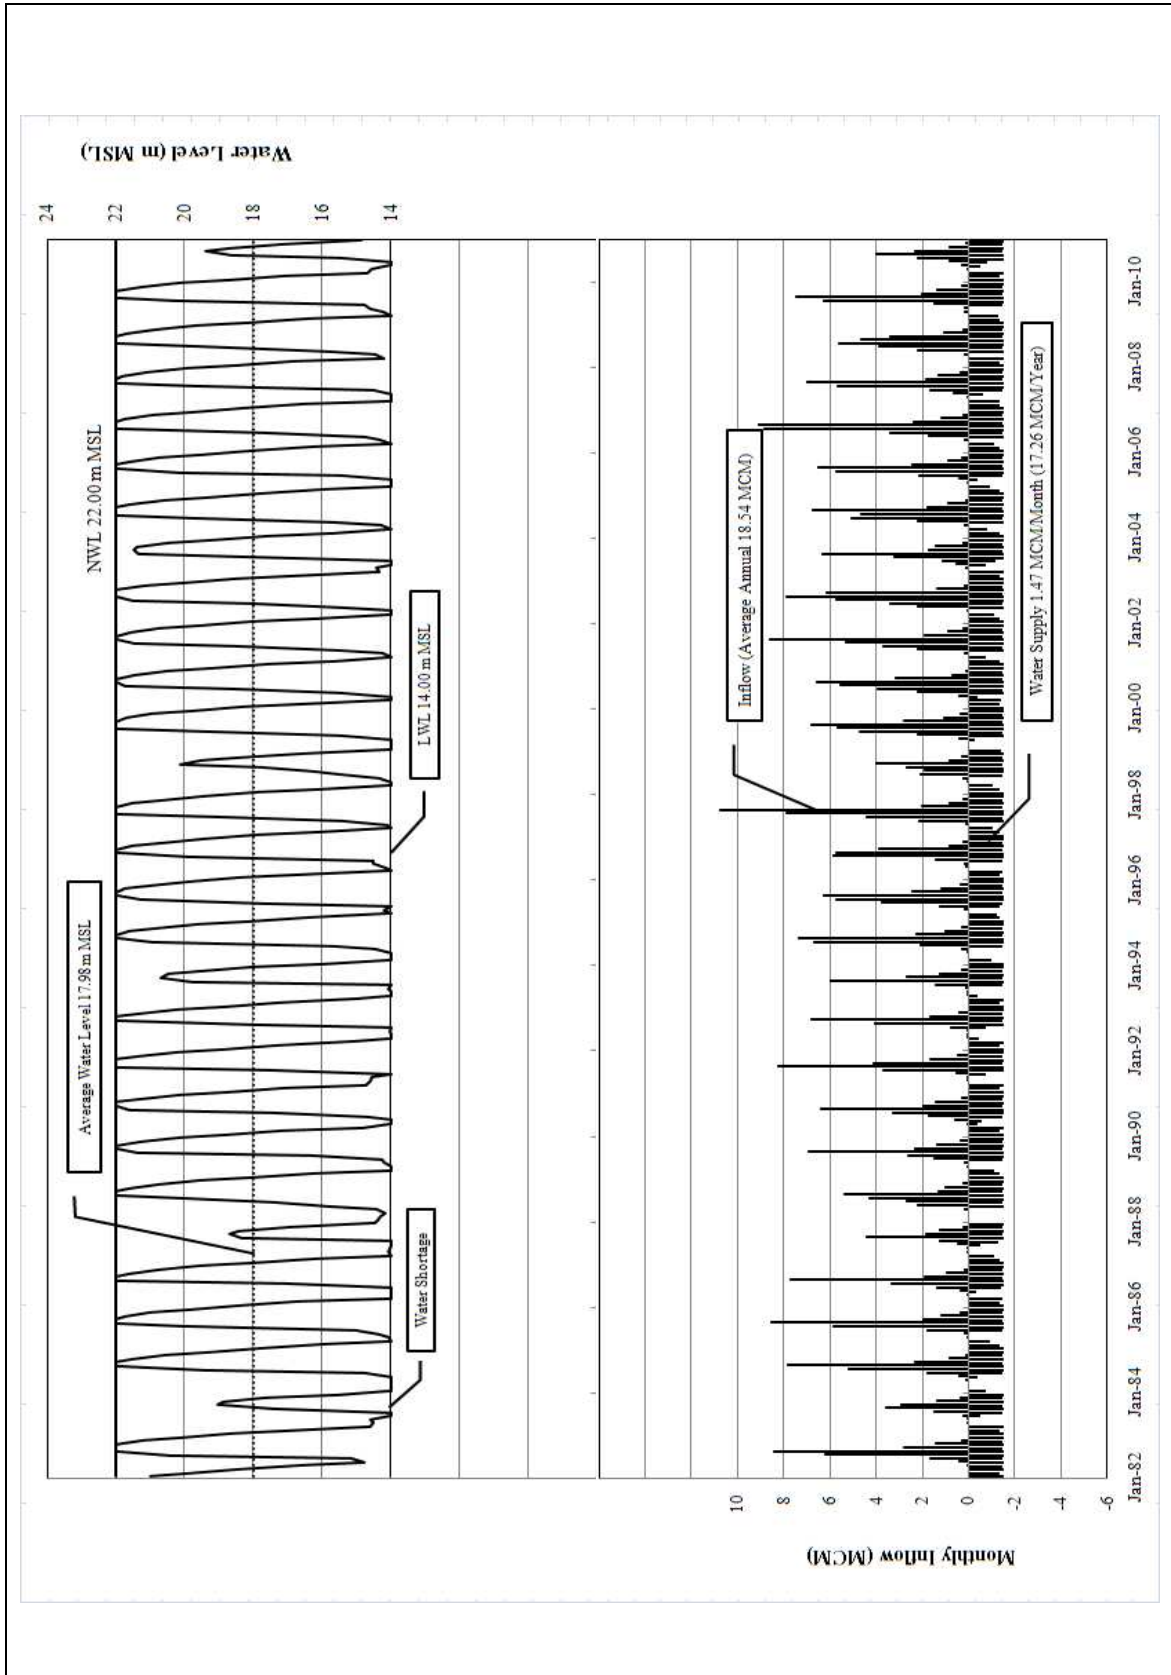 Water Level (m MSL)
24
22
20
18
16
14
NWL 22.00 m MSL
Average Water Level 17.98 m MSL
LWL 14.00 m MSL
Water Shortage
Monthly Inflow (MCM)
10
8
6
4
2
0
-2
-4
-6
Inflow (Average Annual 18.54 MCM)
Water Supply 1.47 MCM/Month (17.26 MCM/Year)
Jan-82
Jan-84
Jan-86
Jan-88
Jan-90
Jan-92
Jan-94
Jan-96
Jan-98
Jan-00
Jan-02
Jan-04
Jan-06
Jan-08
Jan-10